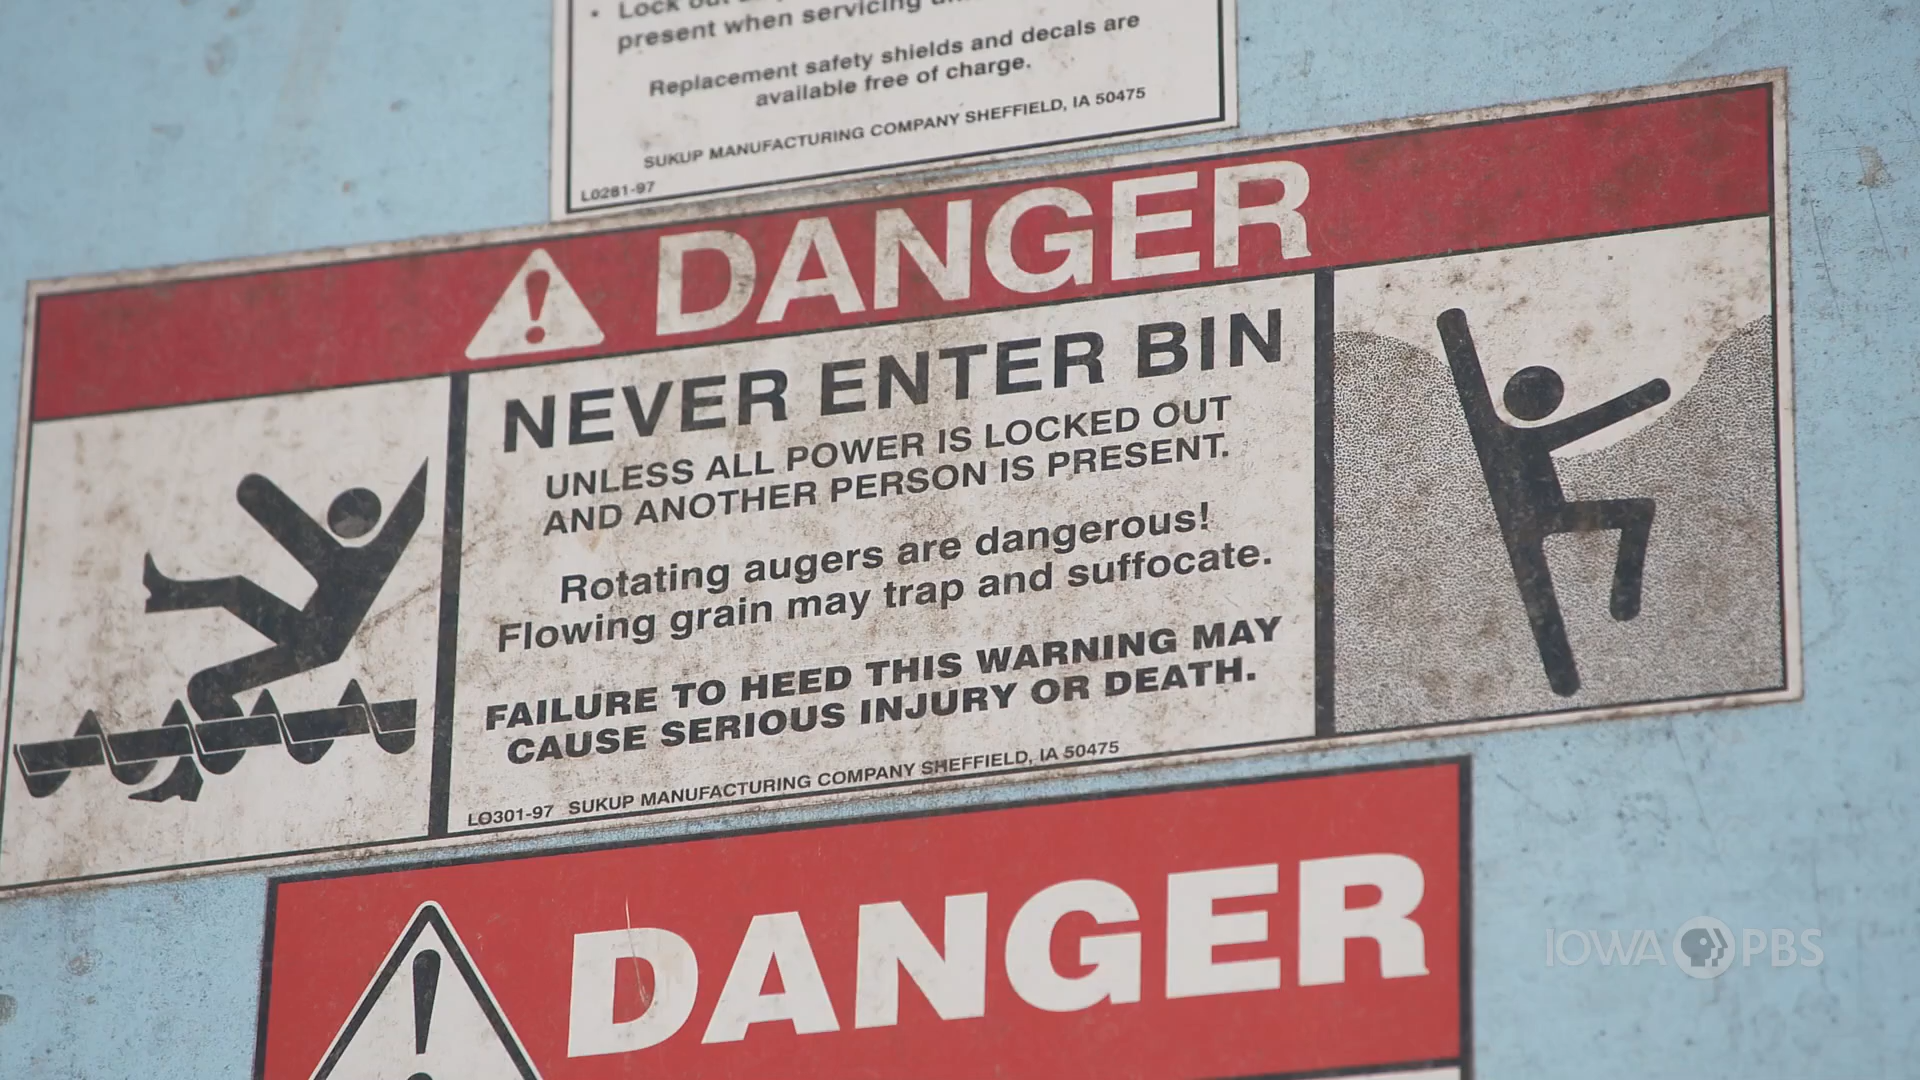 • Lock out
present when servicing
Replacement safety shields and decals are
available free of charge.
SUKUP MANUFACTURING COMPANY SHEFFIELD, IA 50475
L0281-97
DANGER
NEVER ENTER BIN
UNLESS ALL POWER IS LOCKED OUT
AND ANOTHER PERSON IS PRESENT.
Rotating augers are dangerous!
Flowing grain may trap and suffocate.
FAILURE TO HEED THIS WARNING MAY
CAUSE SERIOUS INJURY OR DEATH.
LO301-97 SUKUP MANUFACTURING COMPANY SHEFFIELD, IA 50475
DANGER
IOWA PBS